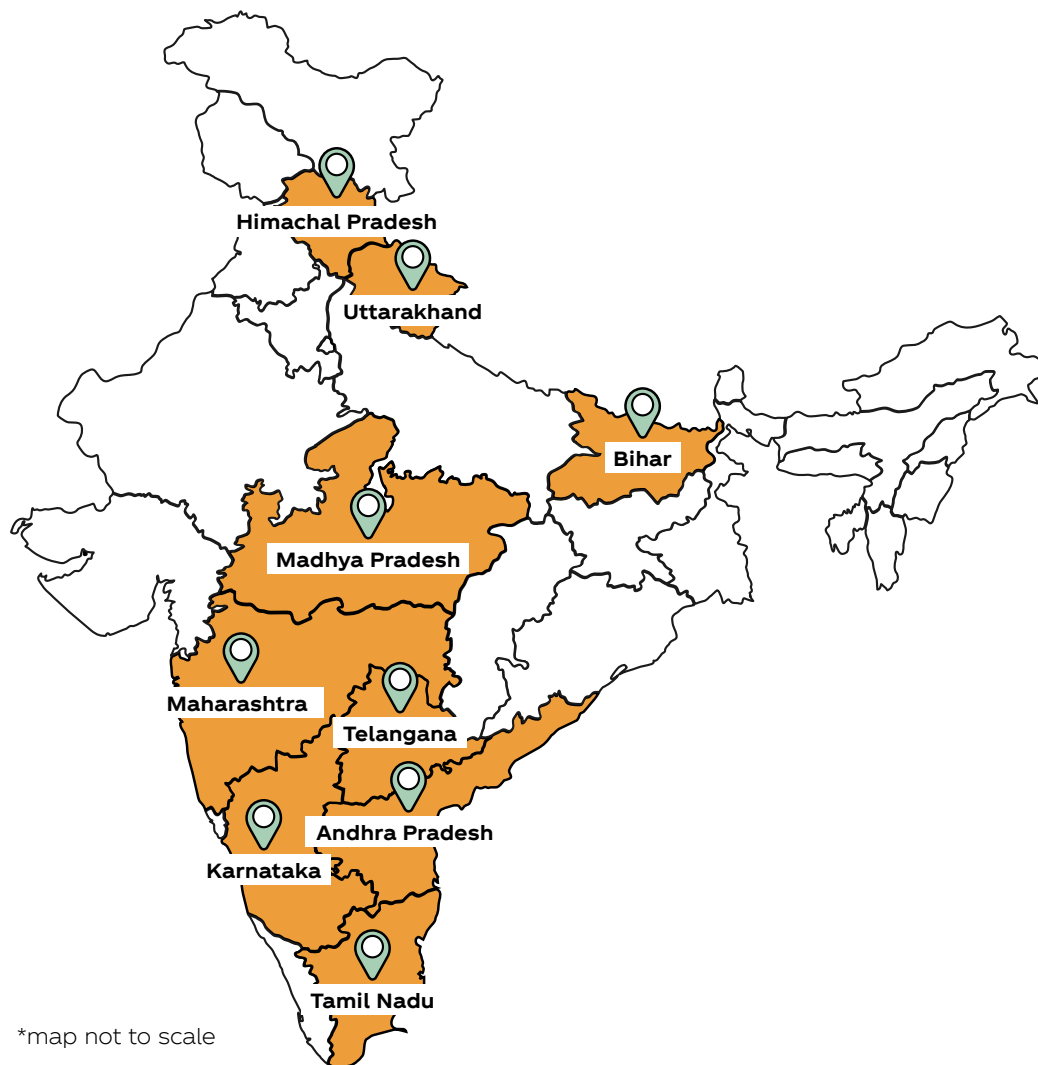 Himachal Pradesh
Uttarakhand
Bihar
Madhya Pradesh
Maharashtra
Telangana
Andhra Pradesh
Karnataka
Tamil Nadu
*map not to scale